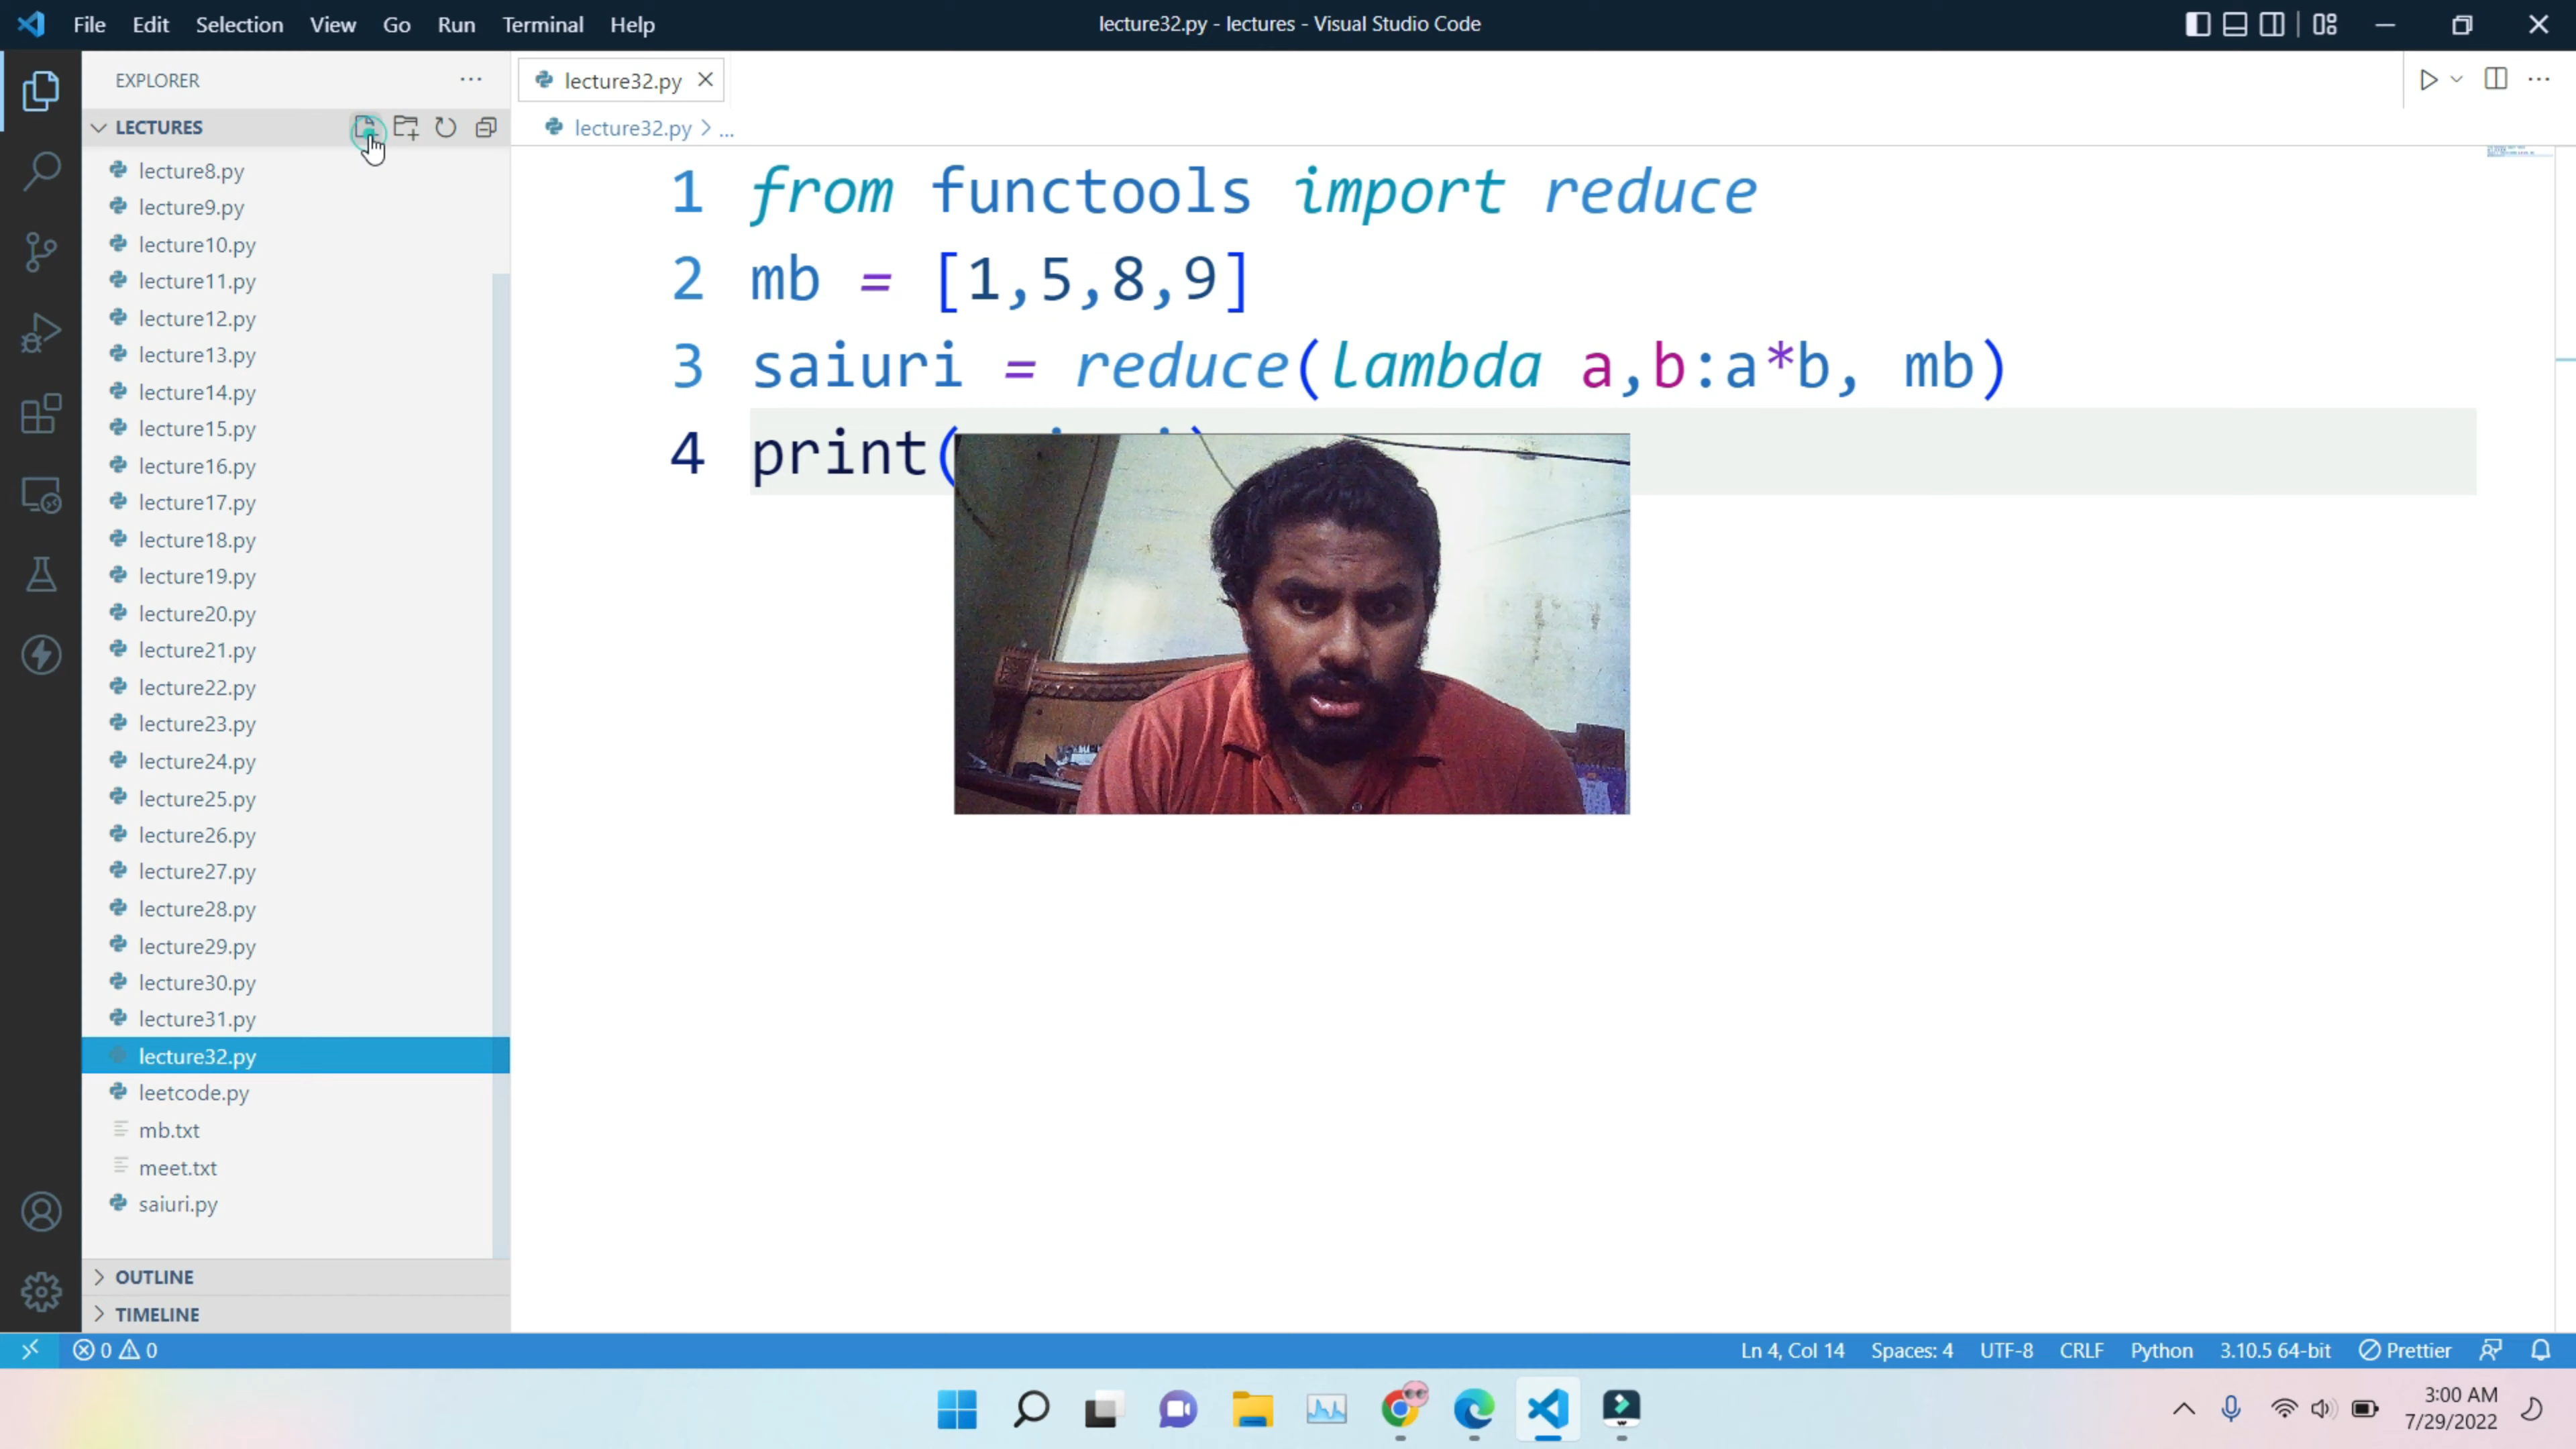 File Edit Selection View Go Run Terminal Help
lecture32.py - lectures - Visual Studio Code
EXPLORER
LECTURES
lecture8.py
lecture9.py
lecture10.py
lecture11.py
lecture12.py
lecture13.py
lecture14.py
lecture15.py
lecture16.py
lecture17.py
lecture18.py
lecture19.py
lecture20.py
lecture21.py
lecture22.py
lecture23.py
lecture24.py
lecture25.py
lecture26.py
lecture27.py
lecture28.py
lecture29.py
lecture30.py
lecture31.py
lecture32.py
leetcode.py
mb.txt
meet.txt
saiuri.py
OUTLINE
TIMELINE
lecture32.py
lecture32.py > ...
1 from functools import reduce
2 mb = [1,5,8,9]
3 saiuri = reduce(lambda a,b:a*b, mb)
4 print(
0 0
Ln 4, Col 14 Spaces: 4 UTF-8 CRLF Python 3.10.5 64-bit Prettier
3:00 AM
7/29/2022